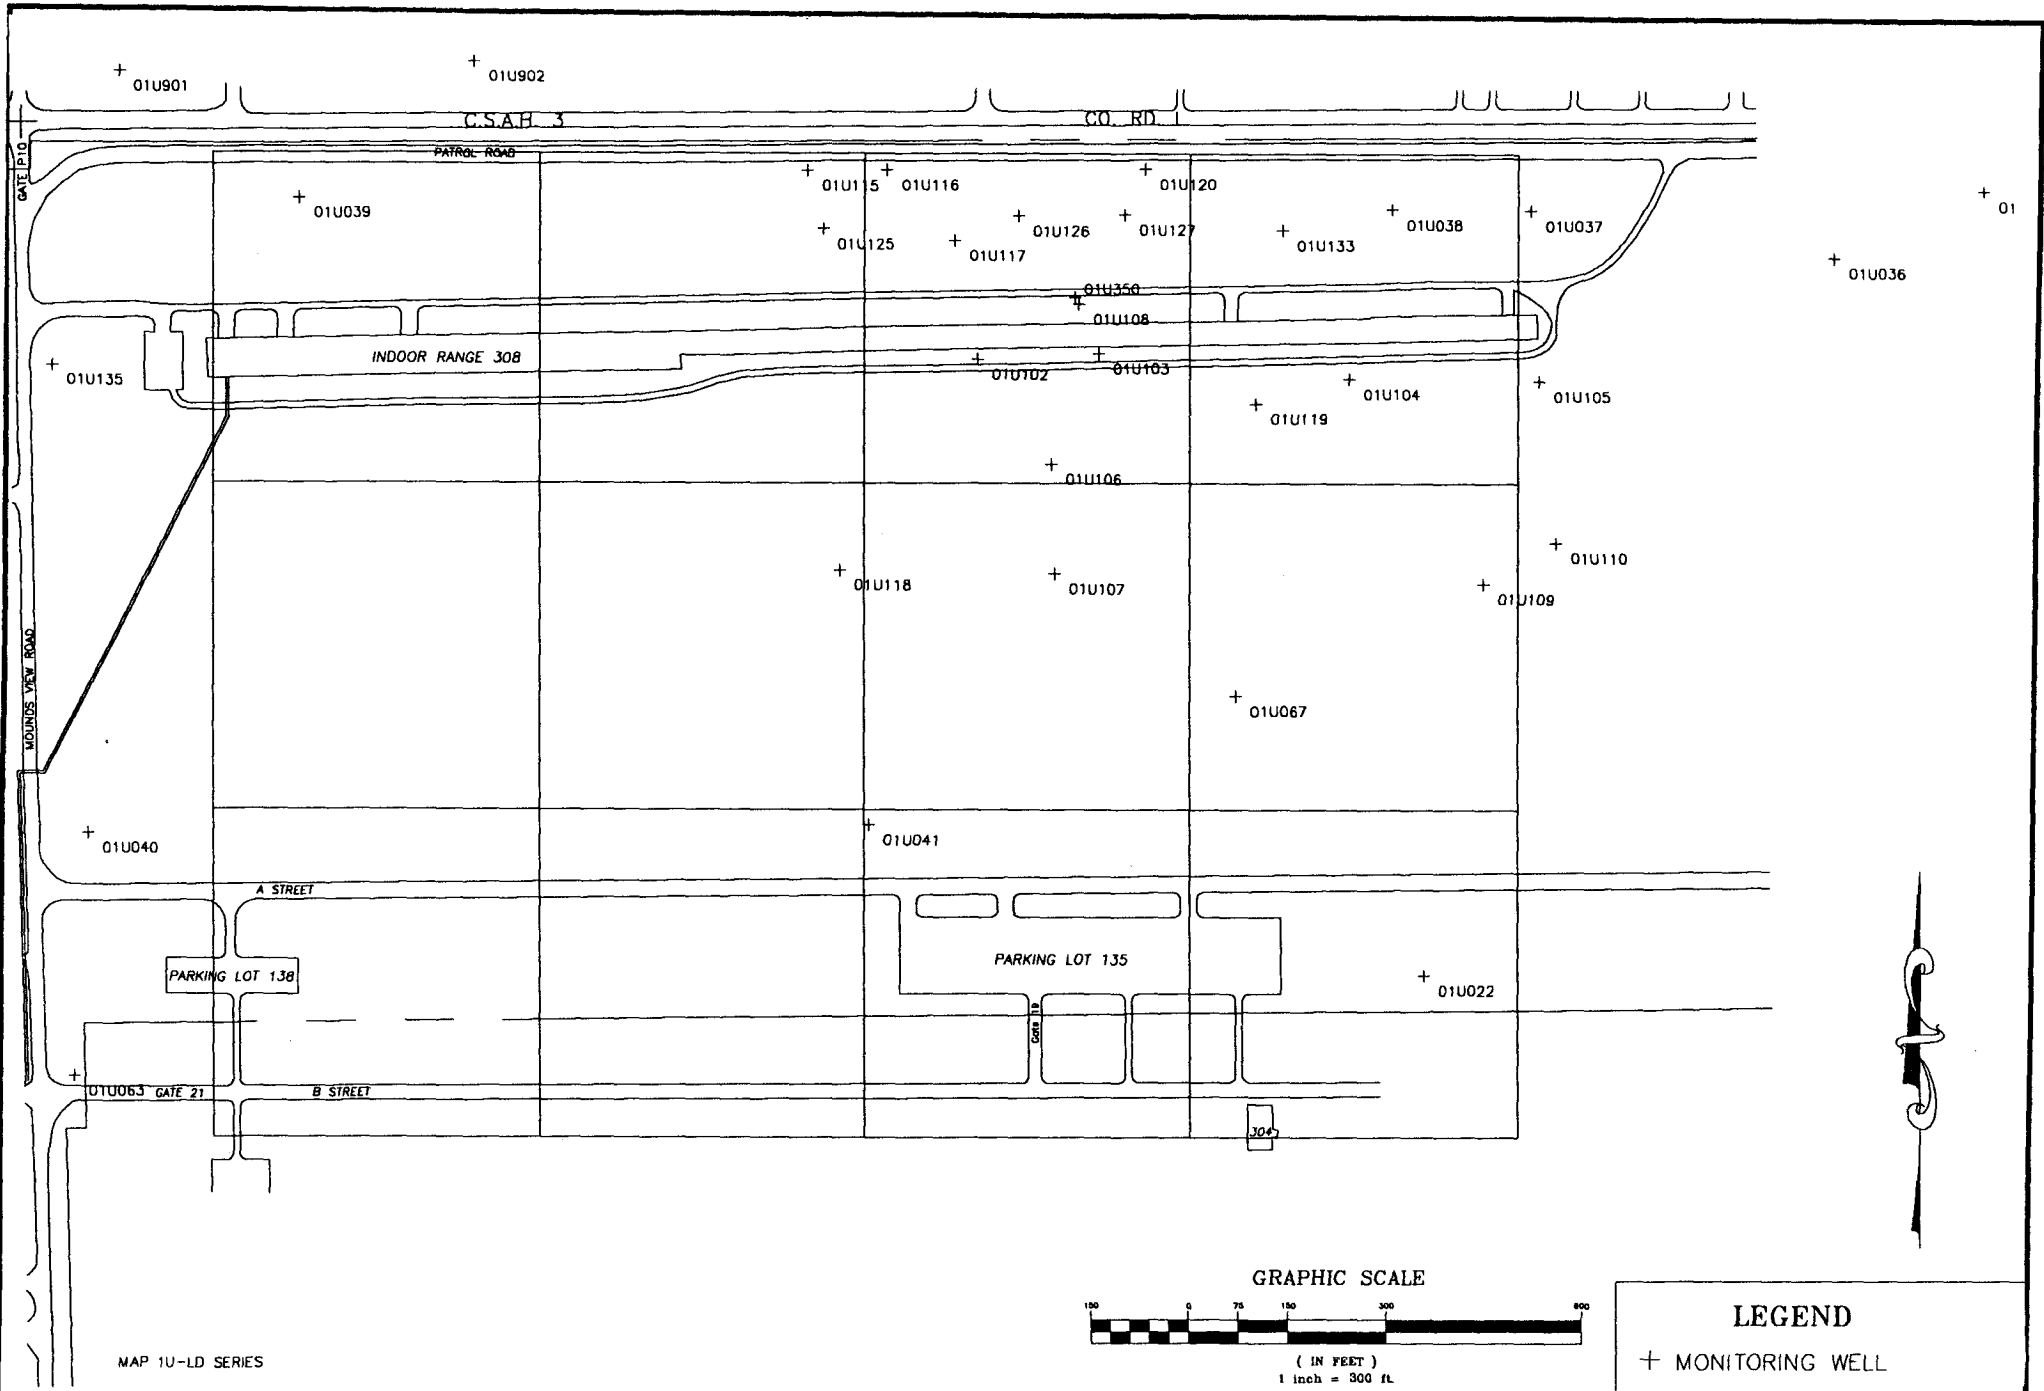 01U901
01U902
C.S.A.H. 3
CO. RD. I
GATE P10
PATROL ROAD
01U039
01U115
01U116
01U120
01U125
01U117
01U126
01U127
01U133
01U038
01U037
01
01U036
01U350
01U108
INDOOR RANGE 308
01U135
01U102
01U103
01U104
01U105
01U119
01U106
01U118
01U107
01U110
01U109
MOUNDS VIEW ROAD
01U067
01U040
01U041
A STREET
PARKING LOT 138
PARKING LOT 135
01U022
Gate 19
01U063
GATE 21
B STREET
304
GRAPHIC SCALE
150 0 75 150 300 600
( IN FEET )
1 inch = 300 ft.
LEGEND
+ MONITORING WELL
MAP 1U-LD SERIES